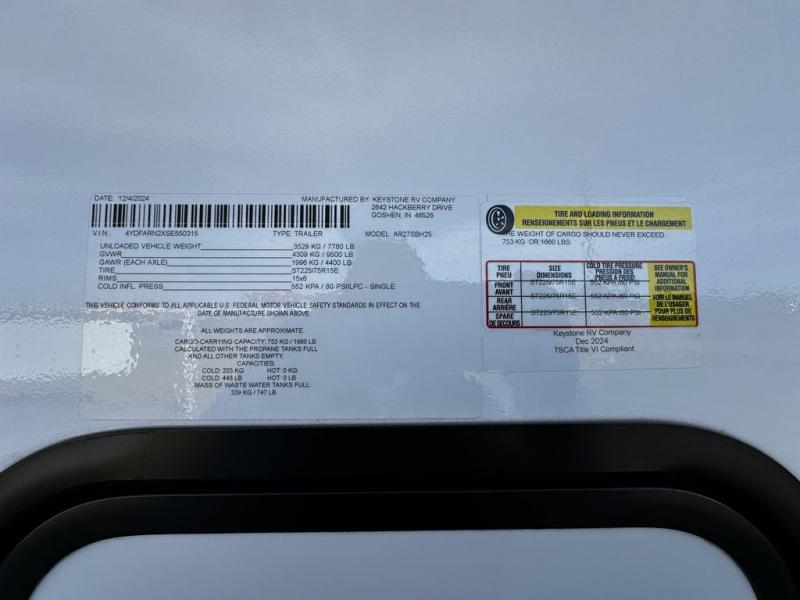 DATE: 12/4/2024
MANUFACTURED BY: KEYSTONE RV COMPANY
2642 HACKBERRY DRIVE
GOSHEN, IN 46526
V.I.N.: 4YDFARN2XSE550315 TYPE: TRAILER MODEL: AR27SBH25
UNLOADED VEHICLE WEIGHT 3529 KG / 7780 LB
GVWR 4309 KG / 9500 LB
GAWR (EACH AXLE) 1996 KG / 4400 LB
TIRE ST225/75R15E
RIMS 15x6
COLD INFL. PRESS 552 KPA / 80 PSI/LPC - SINGLE
THIS VEHICLE CONFORMS TO ALL APPLICABLE U.S. FEDERAL MOTOR VEHICLE SAFETY STANDARDS IN EFFECT ON THE
DATE OF MANUFACTURE SHOWN ABOVE.
ALL WEIGHTS ARE APPROXIMATE.
CARGO-CARRYING CAPACITY: 753 KG / 1660 LB
CALCULATED WITH THE PROPANE TANKS FULL
AND ALL OTHER TANKS EMPTY.
CAPACITIES:
COLD: 203 KG HOT: 0 KG
COLD: 448 LB HOT: 0 LB
MASS OF WASTE WATER TANKS FULL:
339 KG / 747 LB
TIRE AND LOADING INFORMATION
RENSEIGNEMENTS SUR LES PNEUS ET LE CHARGEMENT
THE WEIGHT OF CARGO SHOULD NEVER EXCEED
753 KG OR 1660 LBS.
TIRE
PNEU
SIZE
DIMENSIONS
COLD TIRE PRESSURE
PRESSION DES
PNEUS A FROID
SEE OWNER'S
MANUAL FOR
ADDITIONAL
INFORMATION
VOIR LE MANUEL
DE L'USAGER
POUR PLUS DE
RENSEIGNEMENTS
FRONT
AVANT
ST225/75R15E 552 KPA /80 PSI
REAR
ARRIÈRE
ST225/75R15E 552 KPA /80 PSI
SPARE
DE SECOURS
ST225/75R15E 552 KPA /80 PSI
Keystone RV Company
Dec 2024
TSCA Title VI Compliant